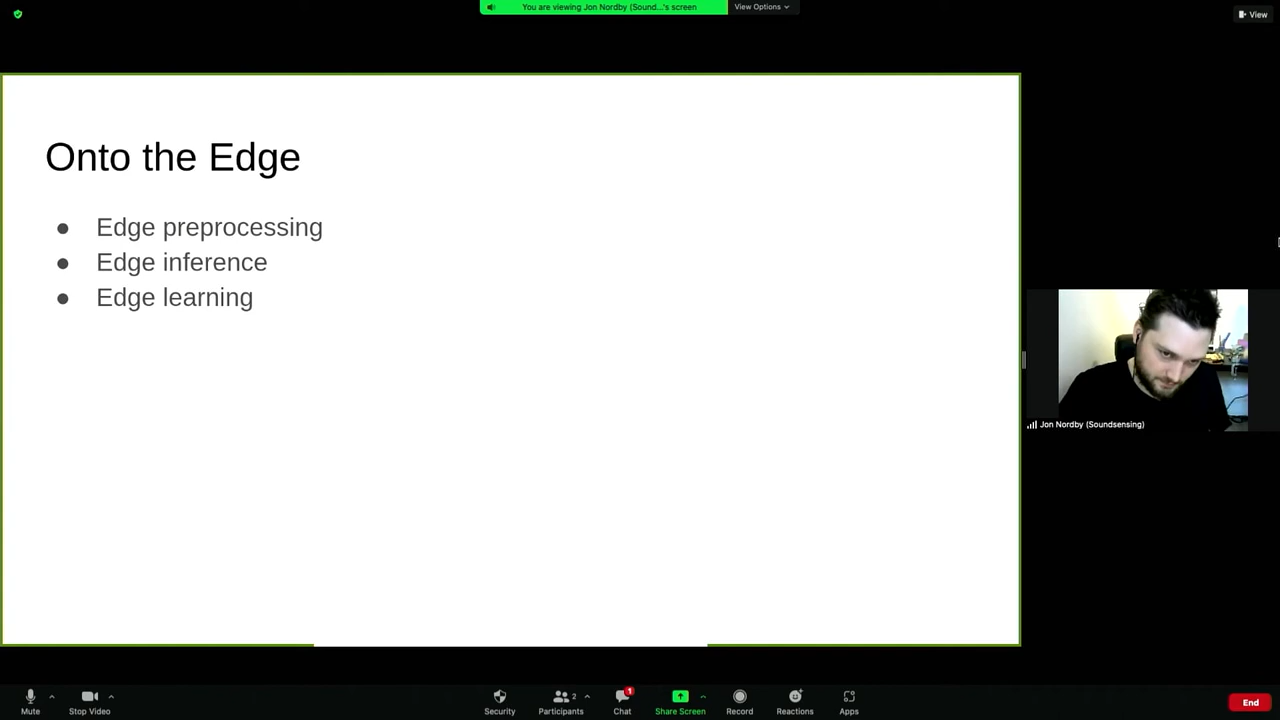 You are viewing Jon Nordby (Sound...'s screen
View Options
View
Onto the Edge
● Edge preprocessing
● Edge inference
● Edge learning
Jon Nordby (Soundsensing)
Mute
Stop Video
Security
Participants
2
Chat
1
Share Screen
Record
Reactions
Apps
End